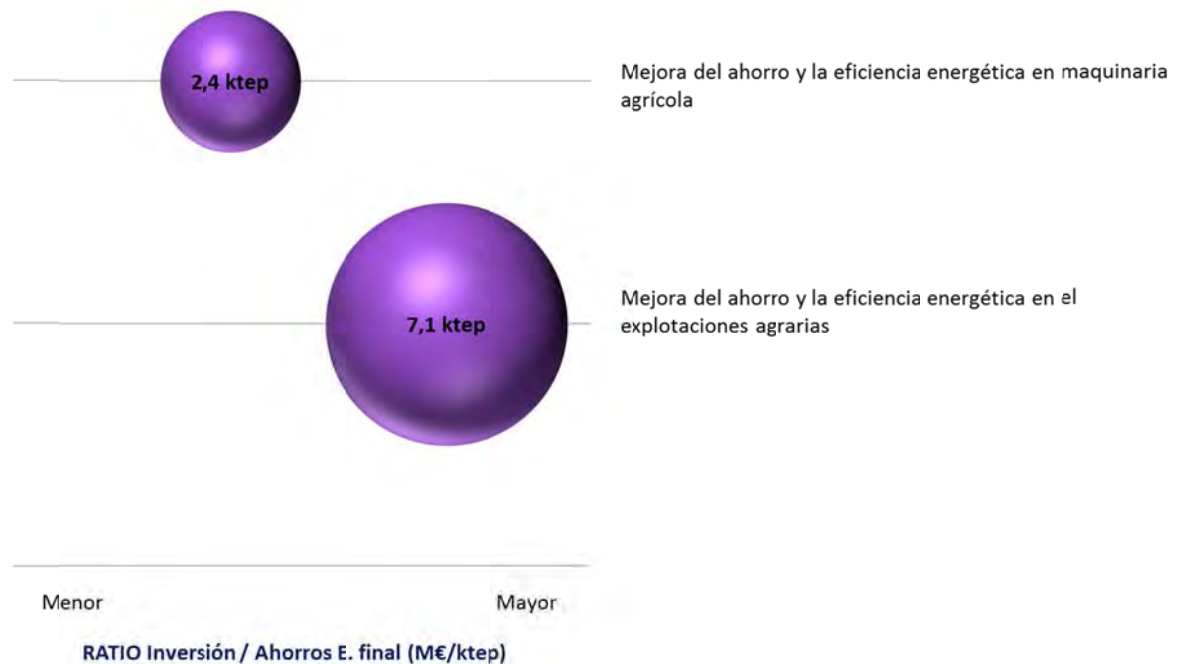 2,4 ktep
Mejora del ahorro y la eficiencia energética en maquinaria
agrícola
7,1 ktep
Mejora del ahorro y la eficiencia energética en el
explotaciones agrarias
Menor
Mayor
RATIO Inversión / Ahorros E. final (M€/ktep)